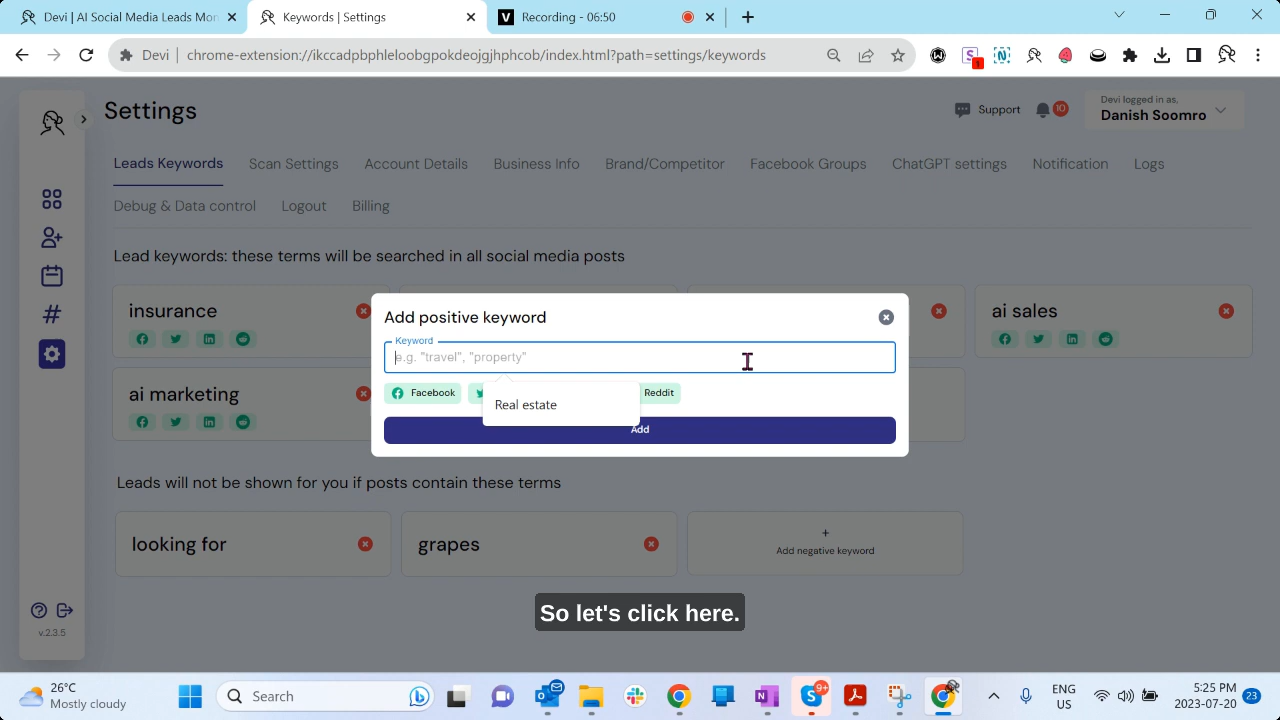 Devi | AI Social Media Leads Mon
Keywords | Settings
Recording - 06:50
Devi
chrome-extension://ikccadpbphleloobgpokdeojgjhphcob/index.html?path=settings/keywords
1
Settings
Support
10
Devi logged in as,
Danish Soomro
Leads Keywords
Scan Settings
Account Details
Business Info
Brand/Competitor
Facebook Groups
ChatGPT settings
Notification
Logs
Debug & Data control
Logout
Billing
Lead keywords: these terms will be searched in all social media posts
insurance
ai sales
ai marketing
Add positive keyword
Keyword
e.g. "travel", "property"
Facebook
Reddit
Real estate
Add
Leads will not be shown for you if posts contain these terms
looking for
grapes
+
Add negative keyword
So let's click here.
v.2.3.5
26°C
Mostly cloudy
Search
9+
ENG
US
5:25 PM
2023-07-20
23